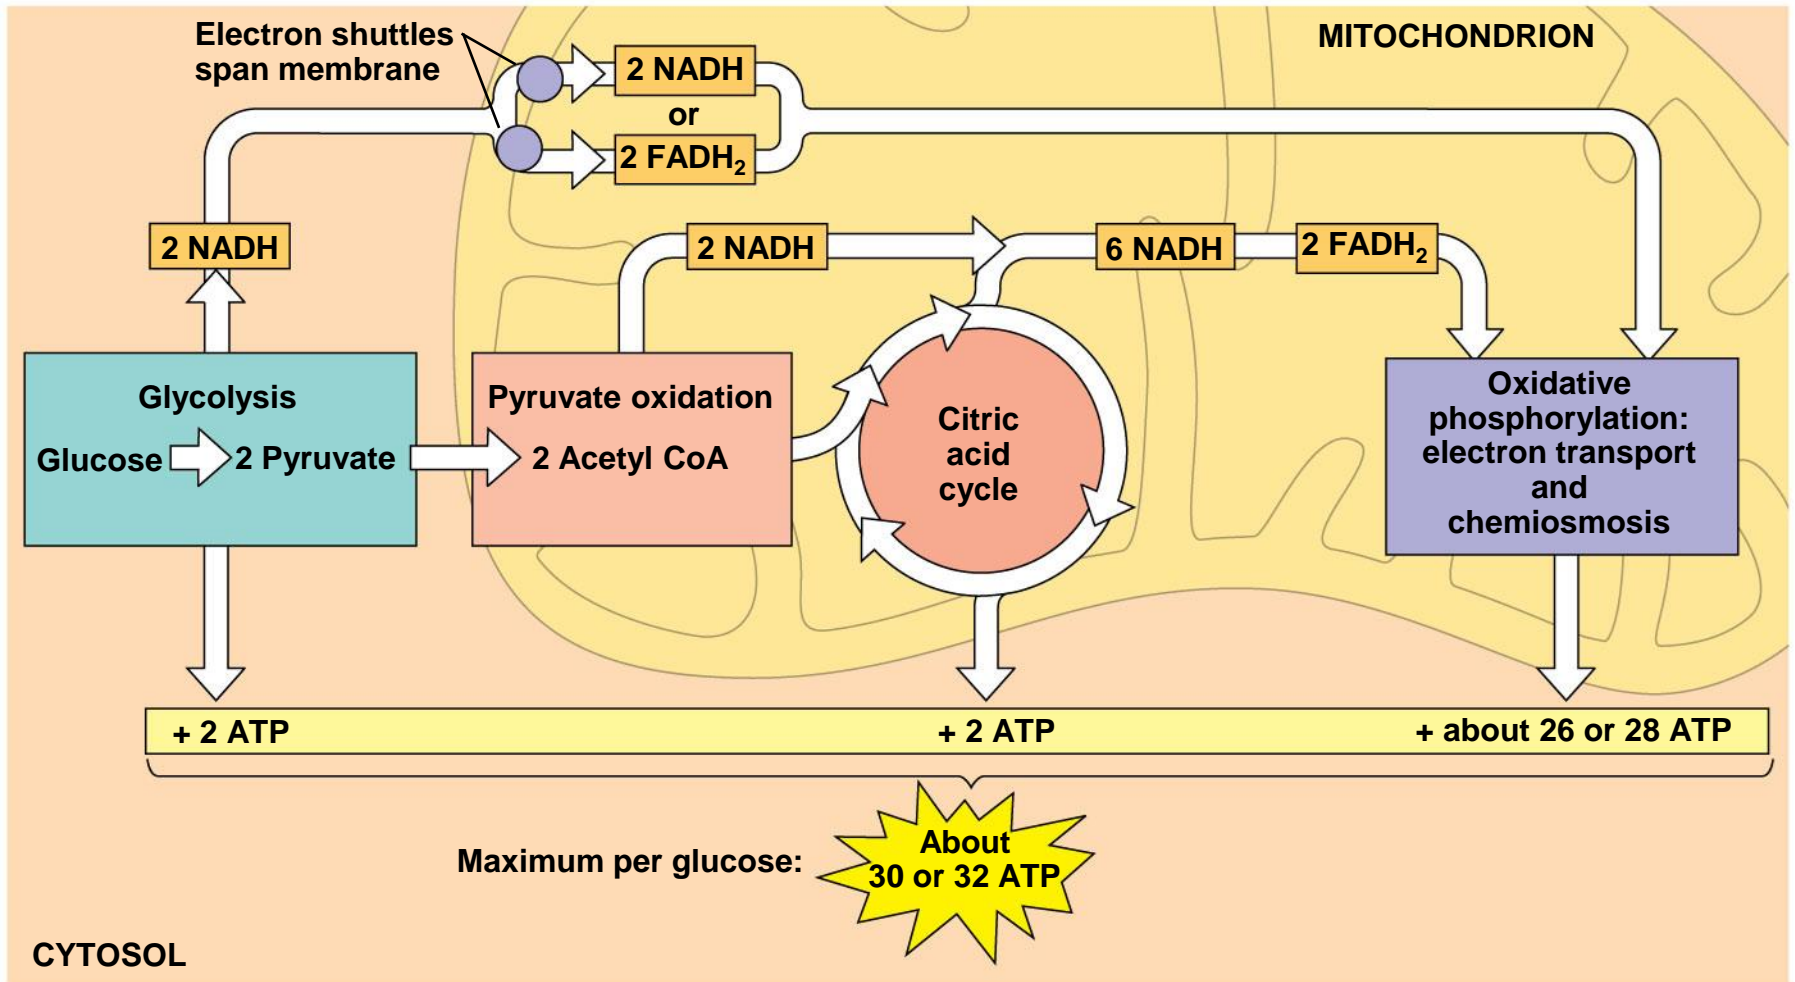 Electron shuttles
span membrane
MITOCHONDRION
2 NADH
or
2 FADH₂
2 NADH
2 NADH
6 NADH
2 FADH₂
Glycolysis
Glucose
2 Pyruvate
Pyruvate oxidation
2 Acetyl CoA
Citric
acid
cycle
Oxidative
phosphorylation:
electron transport
and
chemiosmosis
+ 2 ATP
+ 2 ATP
+ about 26 or 28 ATP
Maximum per glucose:
About
30 or 32 ATP
CYTOSOL